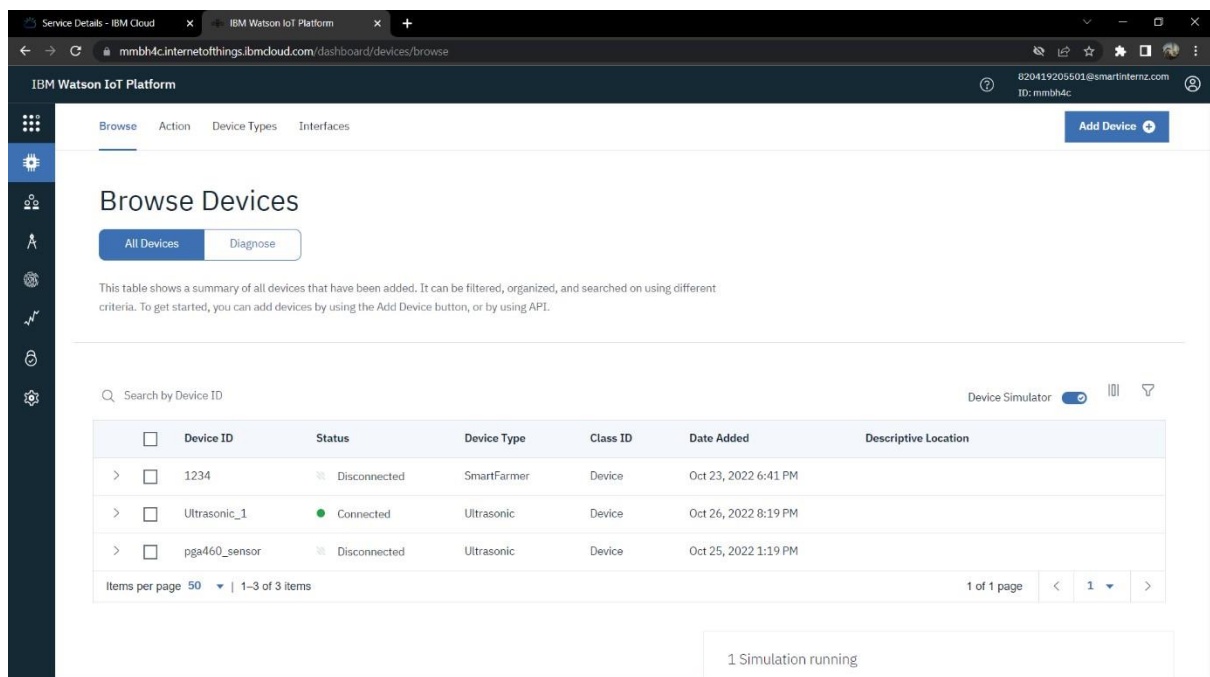 Service Details - IBM Cloud
IBM Watson IoT Platform
mmbh4c.internetofthings.ibmcloud.com/dashboard/devices/browse
IBM Watson IoT Platform
820419205501@smartinternz.com
ID: mmbh4c
Browse Action Device Types Interfaces
Add Device
Browse Devices
All Devices Diagnose
This table shows a summary of all devices that have been added. It can be filtered, organized, and searched on using different
criteria. To get started, you can add devices by using the Add Device button, or by using API.
Search by Device ID
Device Simulator
Device ID Status Device Type Class ID Date Added Descriptive Location
1234 Disconnected SmartFarmer Device Oct 23, 2022 6:41 PM
Ultrasonic_1 Connected Ultrasonic Device Oct 26, 2022 8:19 PM
pga460_sensor Disconnected Ultrasonic Device Oct 25, 2022 1:19 PM
Items per page 50 | 1–3 of 3 items 1 of 1 page 1
1 Simulation running